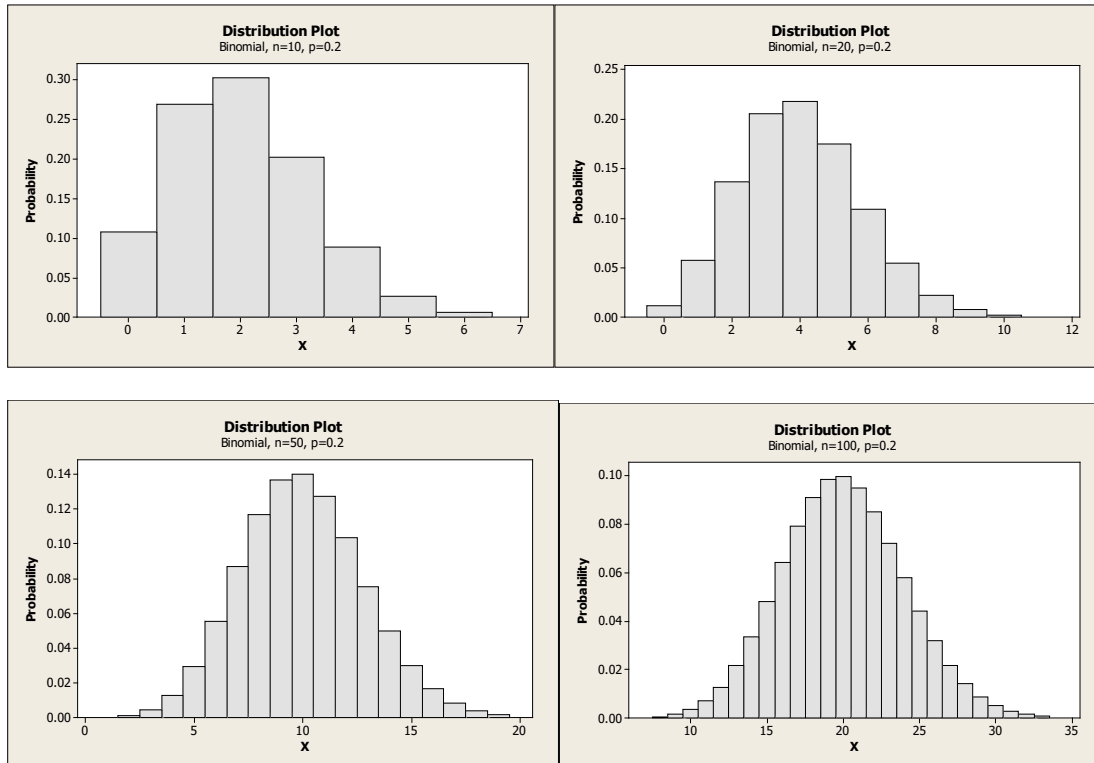 Distribution Plot
Binomial, n=10, p=0.2
0.30
0.25
0.20
0.15
0.10
0.05
0.00
Probability
0 1 2 3 4 5 6 7
X
Distribution Plot
Binomial, n=20, p=0.2
0.25
0.20
0.15
0.10
0.05
0.00
Probability
0 2 4 6 8 10 12
X
Distribution Plot
Binomial, n=50, p=0.2
0.14
0.12
0.10
0.08
0.06
0.04
0.02
0.00
Probability
0 5 10 15 20
X
Distribution Plot
Binomial, n=100, p=0.2
0.10
0.08
0.06
0.04
0.02
0.00
Probability
10 15 20 25 30 35
X